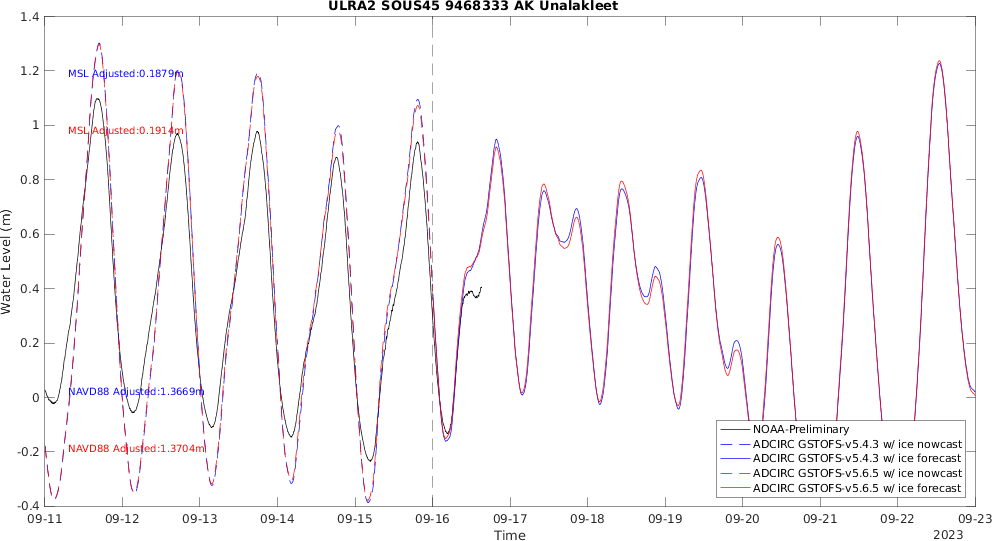 ULRA2 SOUS45 9468333 AK Unalakleet
1.4
1.2
1
0.8
0.6
0.4
0.2
0
-0.2
-0.4
Water Level (m)
MSL Adjusted:0.1879m
MSL Adjusted:0.1914m
NAVD88 Adjusted:1.3669m
NAVD88 Adjusted:1.3704m
NOAA-Preliminary
ADCIRC GSTOFS-v5.4.3 w/ ice nowcast
ADCIRC GSTOFS-v5.4.3 w/ ice forecast
ADCIRC GSTOFS-v5.6.5 w/ ice nowcast
ADCIRC GSTOFS-v5.6.5 w/ ice forecast
09-11 09-12 09-13 09-14 09-15 09-16 09-17 09-18 09-19 09-20 09-21 09-22 09-23
Time
2023